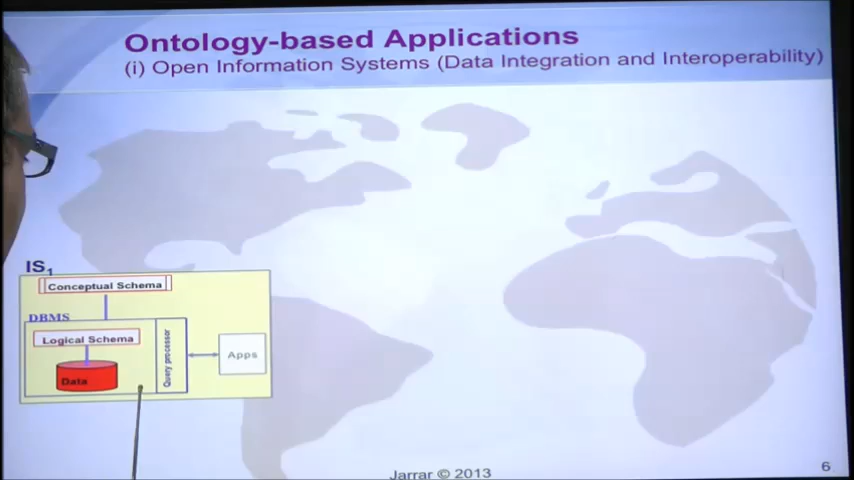 Ontology-based Applications
(i) Open Information Systems (Data Integration and Interoperability)
IS1
Conceptual Schema
DBMS
Logical Schema
Data
Query processor
Apps
Jarrar © 2013
6